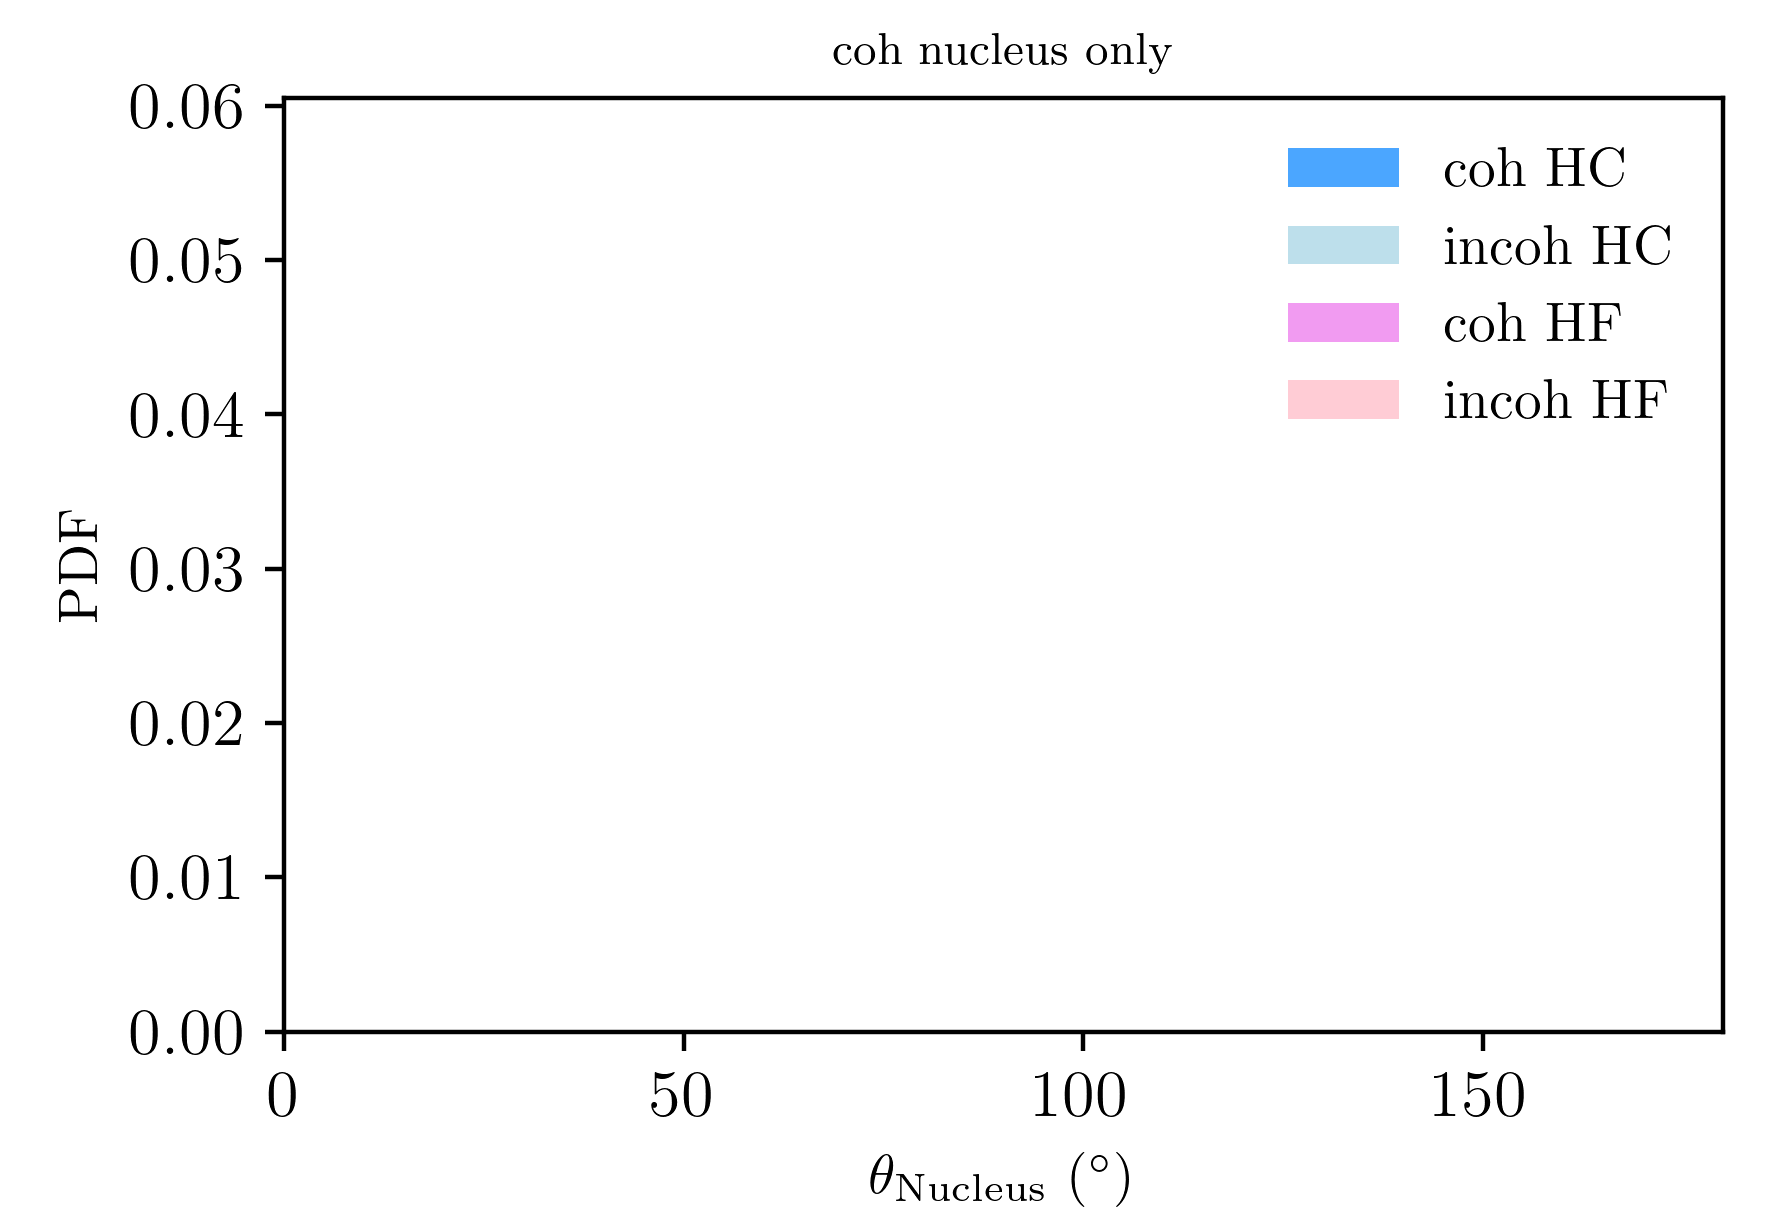 coh nucleus only
0.06
0.05
0.04
0.03
0.02
0.01
0.00
PDF
coh HC
incoh HC
coh HF
incoh HF
0 50 100 150
θNucleus (°)